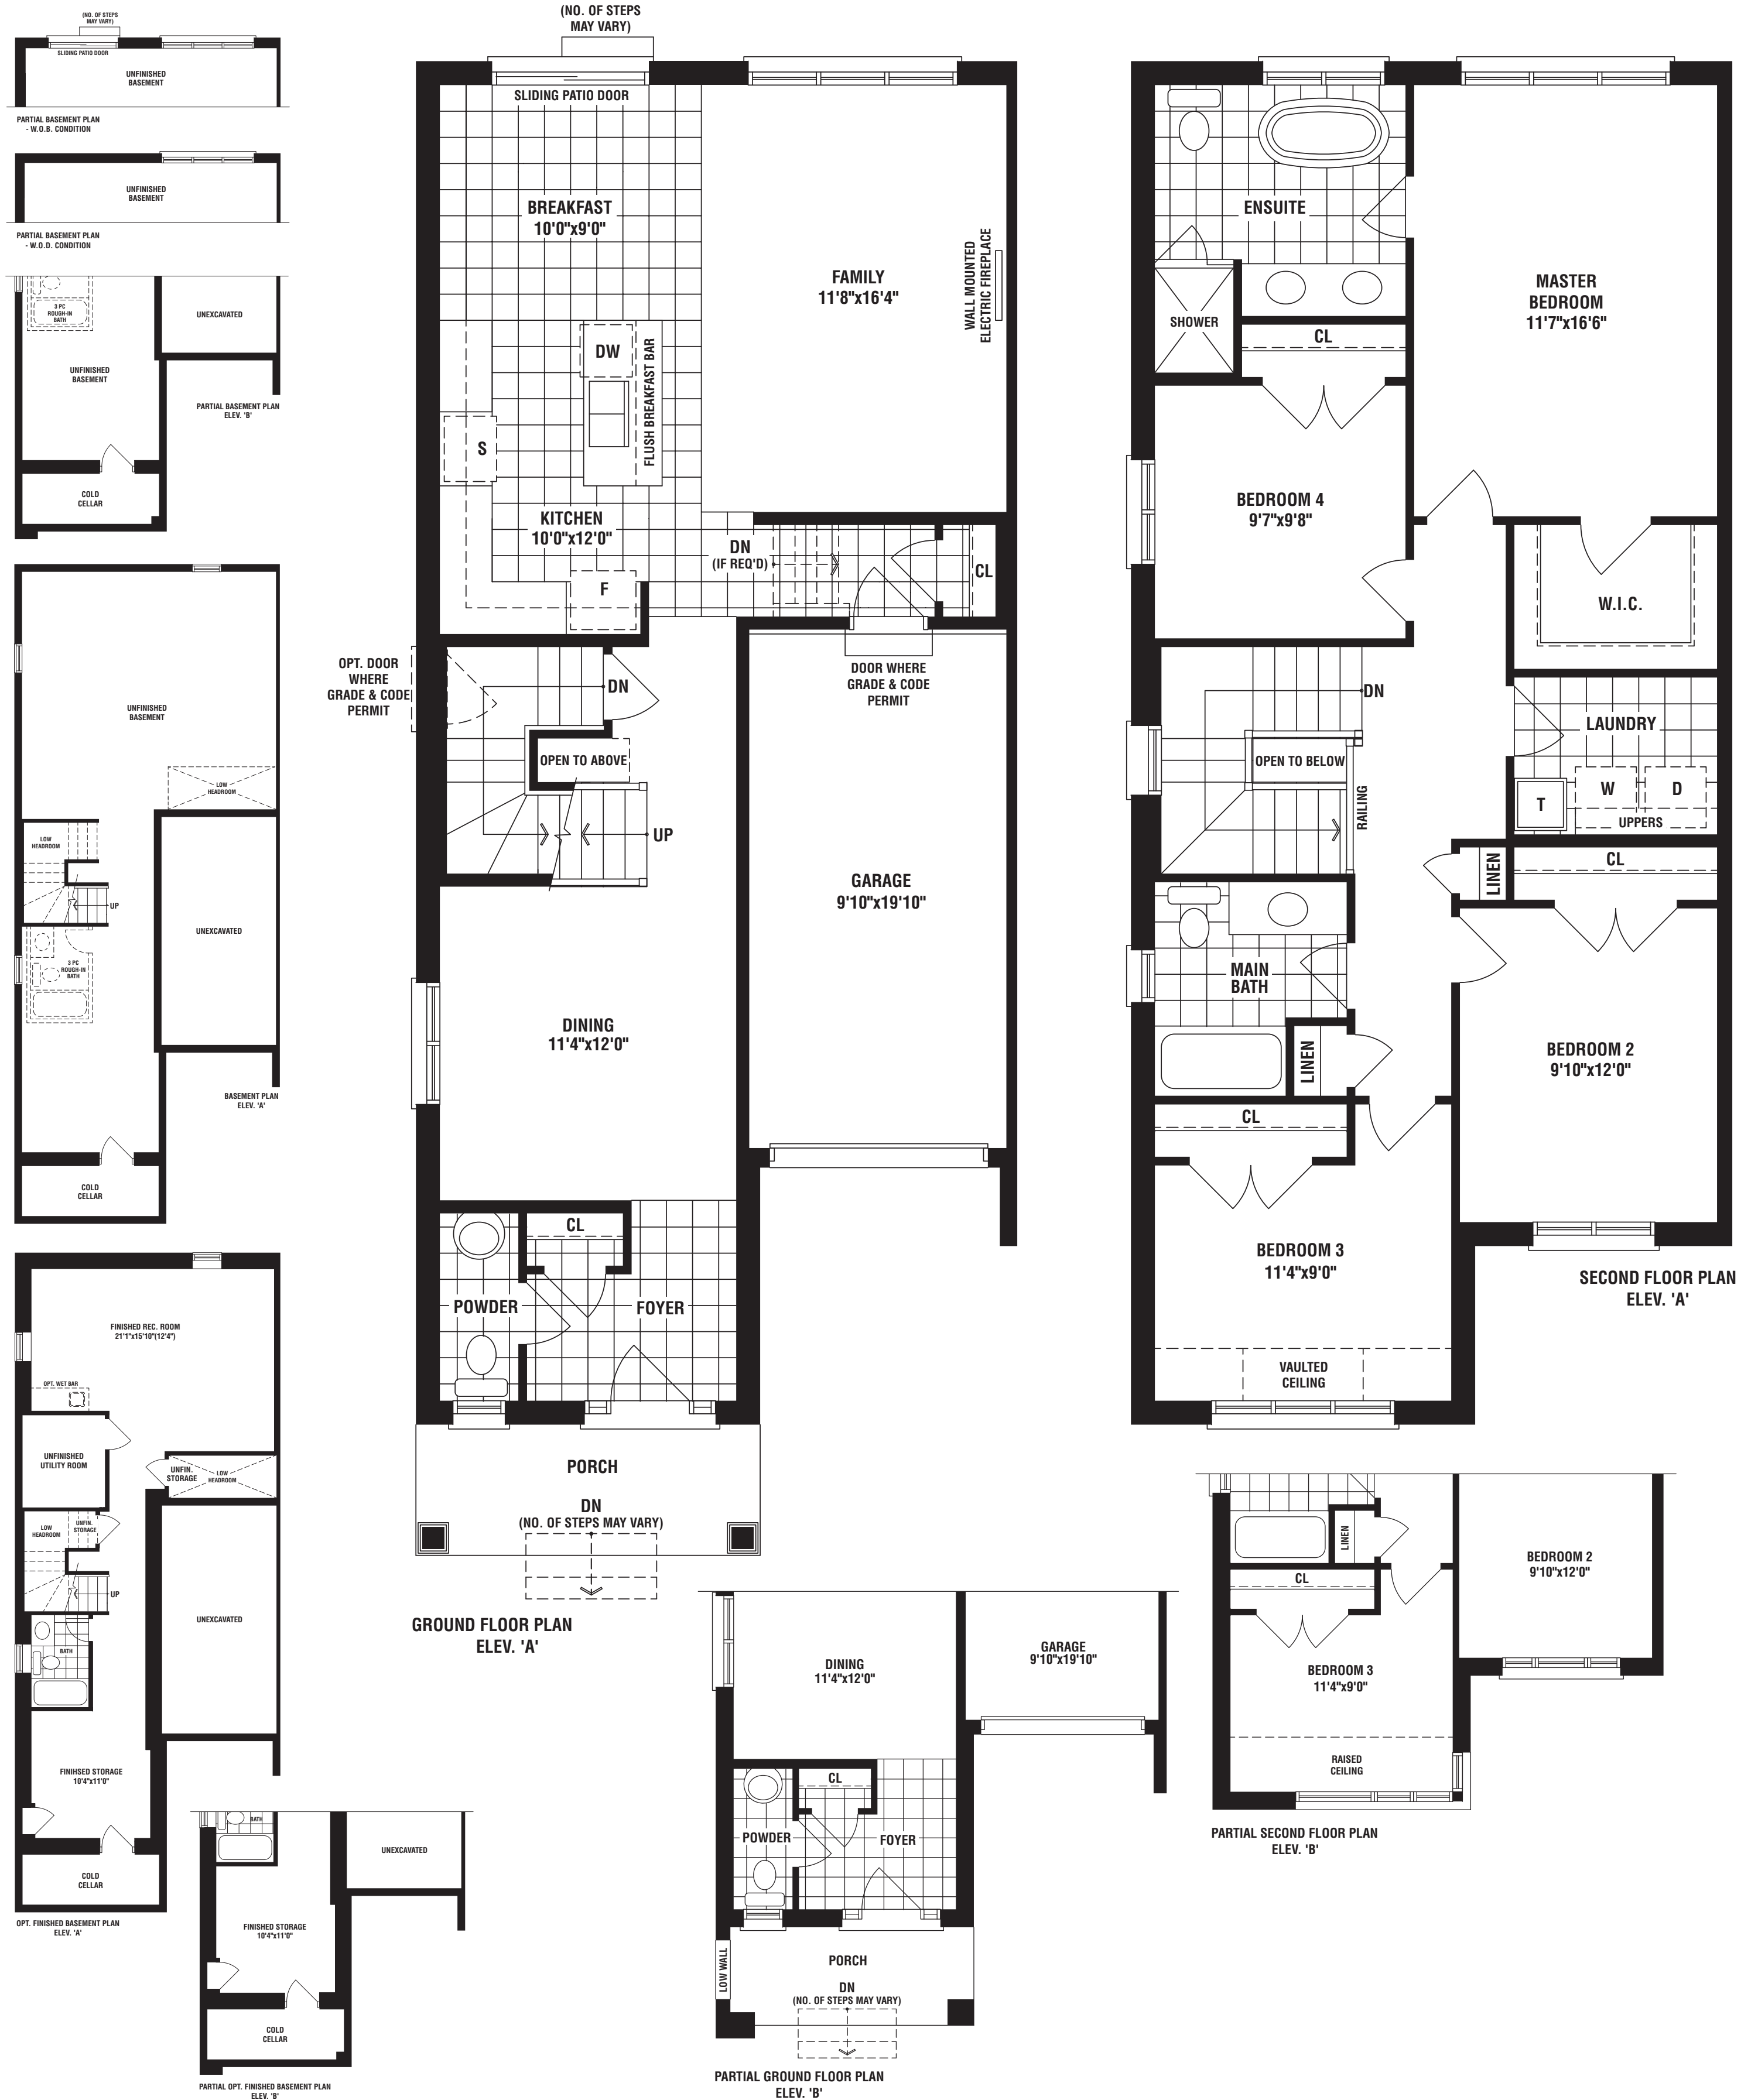 (NO. OF STEPS
MAY VARY)
SLIDING PATIO DOOR
UNFINISHED
BASEMENT
PARTIAL BASEMENT PLAN
- W.O.B. CONDITION
UNFINISHED
BASEMENT
PARTIAL BASEMENT PLAN
- W.O.D. CONDITION
3 PC
ROUGH-IN
BATH
UNEXCAVATED
UNFINISHED
BASEMENT
PARTIAL BASEMENT PLAN
ELEV. 'B'
COLD
CELLAR
UNFINISHED
BASEMENT
LOW
HEADROOM
LOW
HEADROOM
UP
UNEXCAVATED
3 PC
ROUGH-IN
BATH
BASEMENT PLAN
ELEV. 'A'
COLD
CELLAR
FINISHED REC. ROOM
21'1"x15'10"(12'4")
OPT. WET BAR
UNFINISHED
UTILITY ROOM
UNFIN.
STORAGE
LOW
HEADROOM
LOW
HEADROOM
UNFIN.
STORAGE
UP
UNEXCAVATED
BATH
FINIHSED STORAGE
10'4"x11'0"
COLD
CELLAR
OPT. FINISHED BASEMENT PLAN
ELEV. 'A'
BATH
UNEXCAVATED
FINISHED STORAGE
10'4"x11'0"
COLD
CELLAR
PARTIAL OPT. FINISHED BASEMENT PLAN
ELEV. 'B'
(NO. OF STEPS
MAY VARY)
SLIDING PATIO DOOR
BREAKFAST
10'0"x9'0"
FAMILY
11'8"x16'4"
WALL MOUNTED
ELECTRIC FIREPLACE
DW
FLUSH BREAKFAST BAR
S
KITCHEN
10'0"x12'0"
DN
(IF REQ'D)
CL
F
OPT. DOOR
WHERE
GRADE & CODE
PERMIT
DN
DOOR WHERE
GRADE & CODE
PERMIT
OPEN TO ABOVE
UP
GARAGE
9'10"x19'10"
DINING
11'4"x12'0"
CL
POWDER
FOYER
PORCH
DN
(NO. OF STEPS MAY VARY)
GROUND FLOOR PLAN
ELEV. 'A'
ENSUITE
MASTER
BEDROOM
11'7"x16'6"
SHOWER
CL
BEDROOM 4
9'7"x9'8"
W.I.C.
DN
LAUNDRY
OPEN TO BELOW
RAILING
T
W
D
UPPERS
LINEN
CL
MAIN
BATH
LINEN
BEDROOM 2
9'10"x12'0"
CL
BEDROOM 3
11'4"x9'0"
VAULTED
CEILING
SECOND FLOOR PLAN
ELEV. 'A'
DINING
11'4"x12'0"
GARAGE
9'10"x19'10"
CL
POWDER
FOYER
LOW WALL
PORCH
DN
(NO. OF STEPS MAY VARY)
PARTIAL GROUND FLOOR PLAN
ELEV. 'B'
LINEN
CL
BEDROOM 2
9'10"x12'0"
BEDROOM 3
11'4"x9'0"
RAISED
CEILING
PARTIAL SECOND FLOOR PLAN
ELEV. 'B'